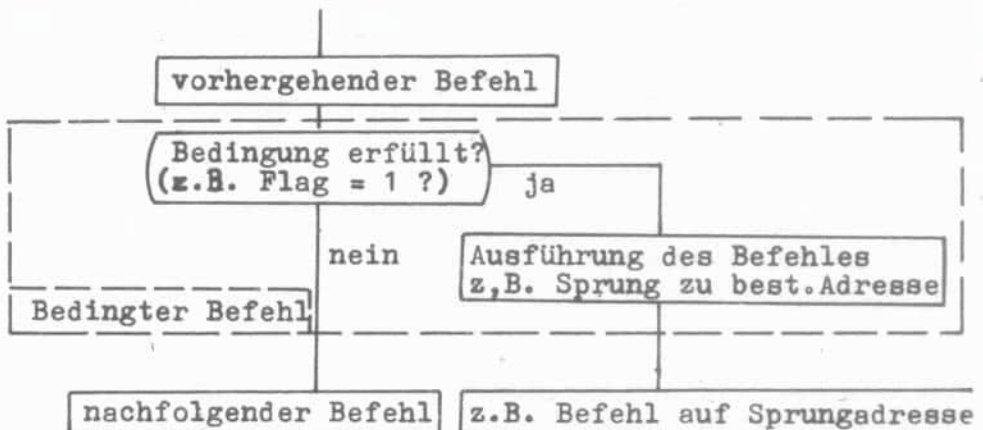 vorhergehender Befehl
Bedingung erfüllt?
(z.B. Flag = 1 ?)
ja
nein
Ausführung des Befehles
z,B. Sprung zu best.Adresse
Bedingter Befehl
nachfolgender Befehl
z.B. Befehl auf Sprungadresse